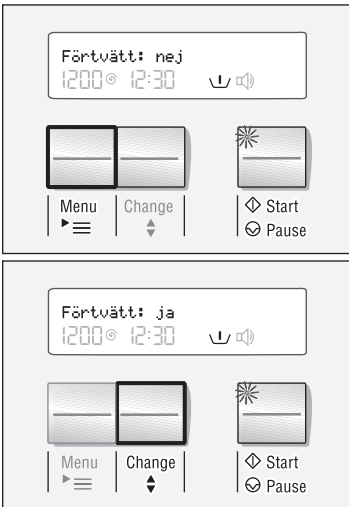 Förtvätt: nej
1200 12:30
Menu Change Start
Pause
Förtvätt: ja
1200 12:30
Menu Change Start
Pause